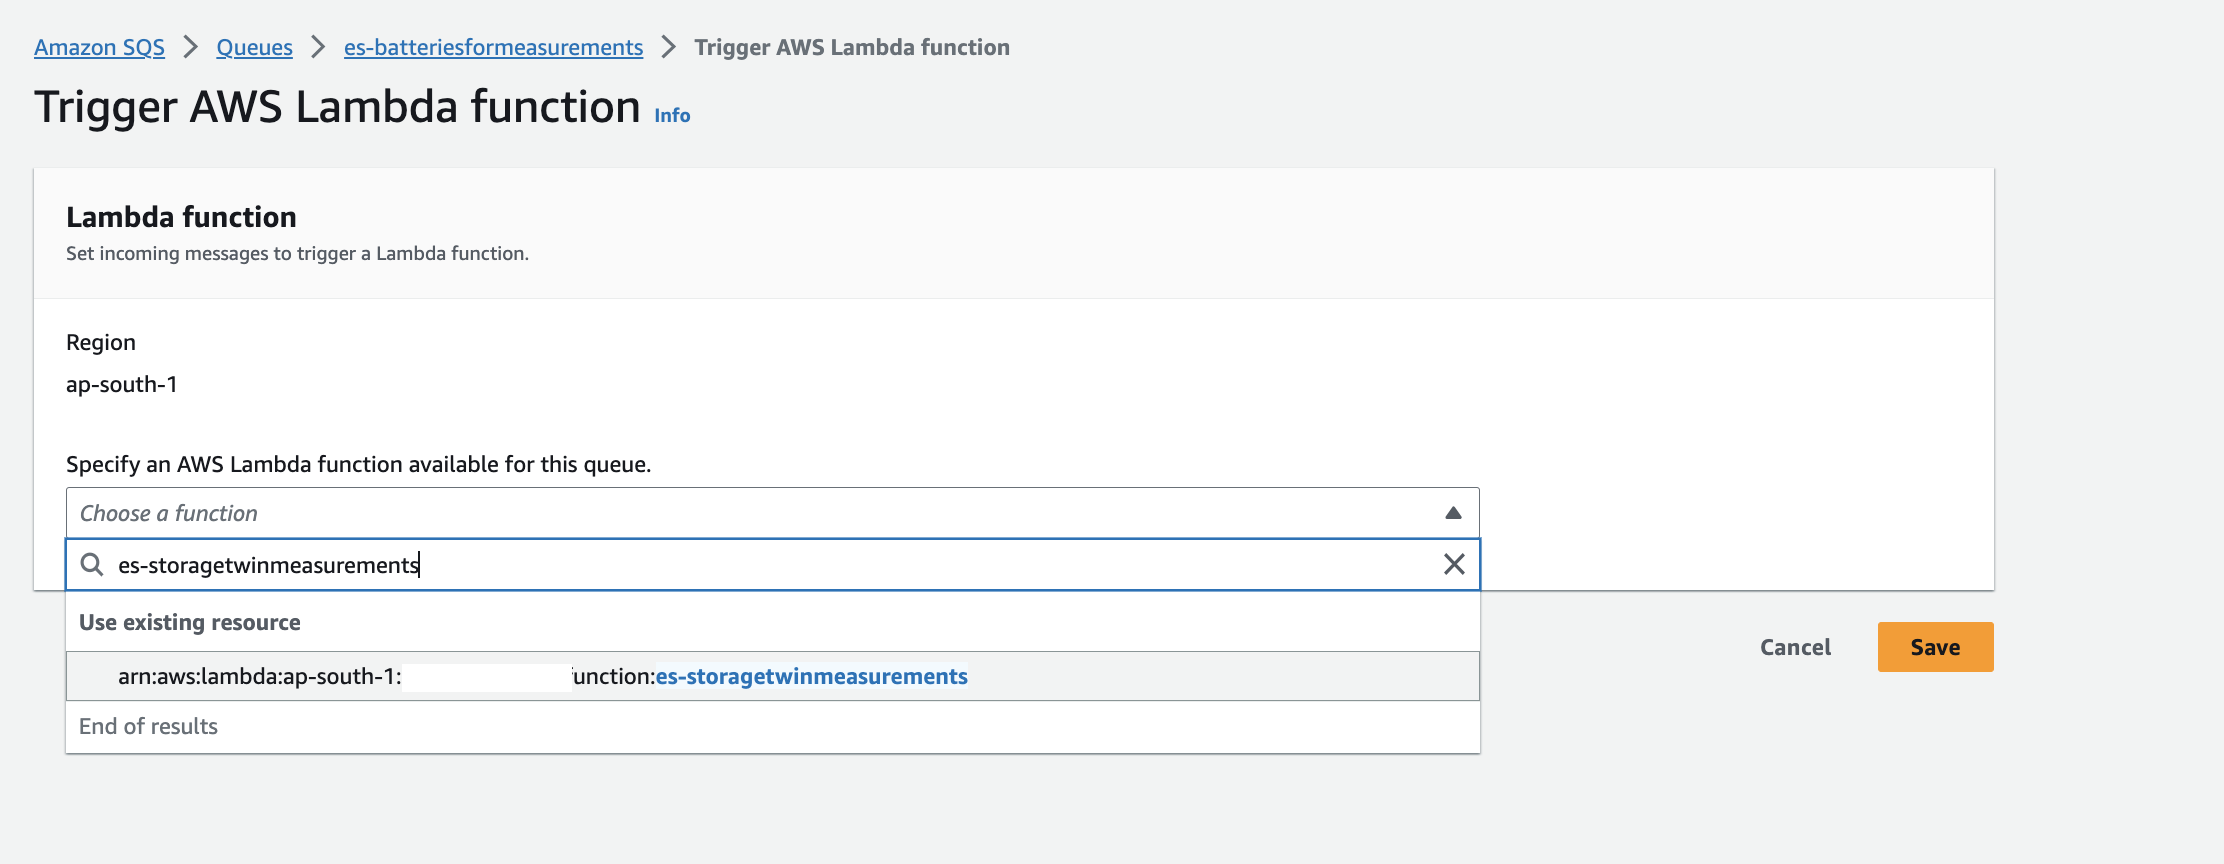 Amazon SQS > Queues > es-batteriesformeasurements > Trigger AWS Lambda function
Trigger AWS Lambda function Info
Lambda function
Set incoming messages to trigger a Lambda function.
Region
ap-south-1
Specify an AWS Lambda function available for this queue.
Choose a function
es-storagetwinmeasurements
Use existing resource
arn:aws:lambda:ap-south-1: unction:es-storagetwinmeasurements
End of results
Cancel
Save